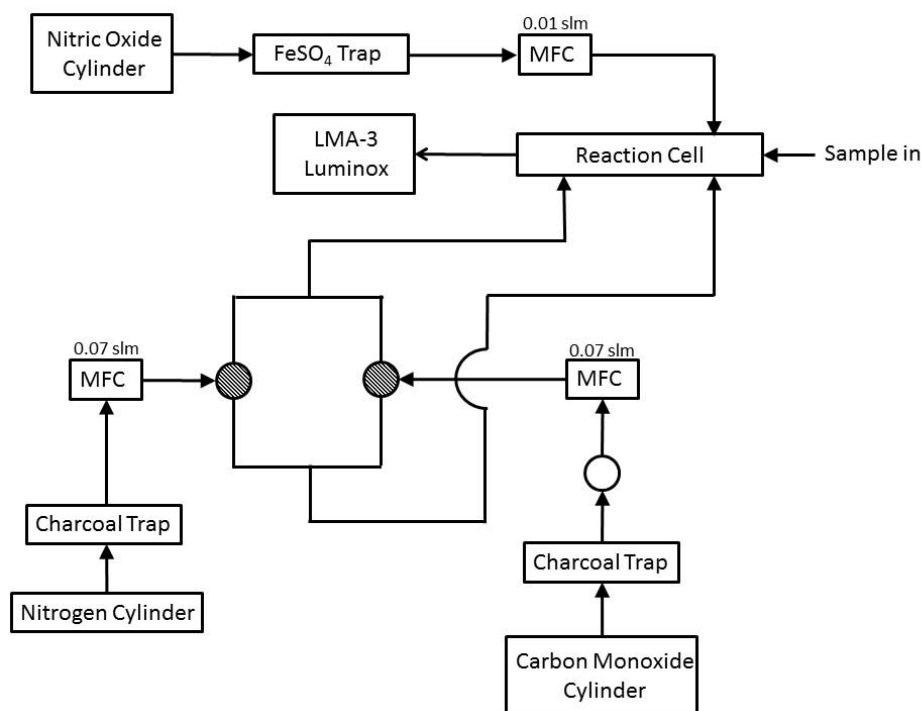 Nitric Oxide
Cylinder
FeSO₄ Trap
0.01 slm
MFC
LMA-3
Luminox
Reaction Cell
Sample in
0.07 slm
MFC
0.07 slm
MFC
Charcoal Trap
Nitrogen Cylinder
Charcoal Trap
Carbon Monoxide
Cylinder